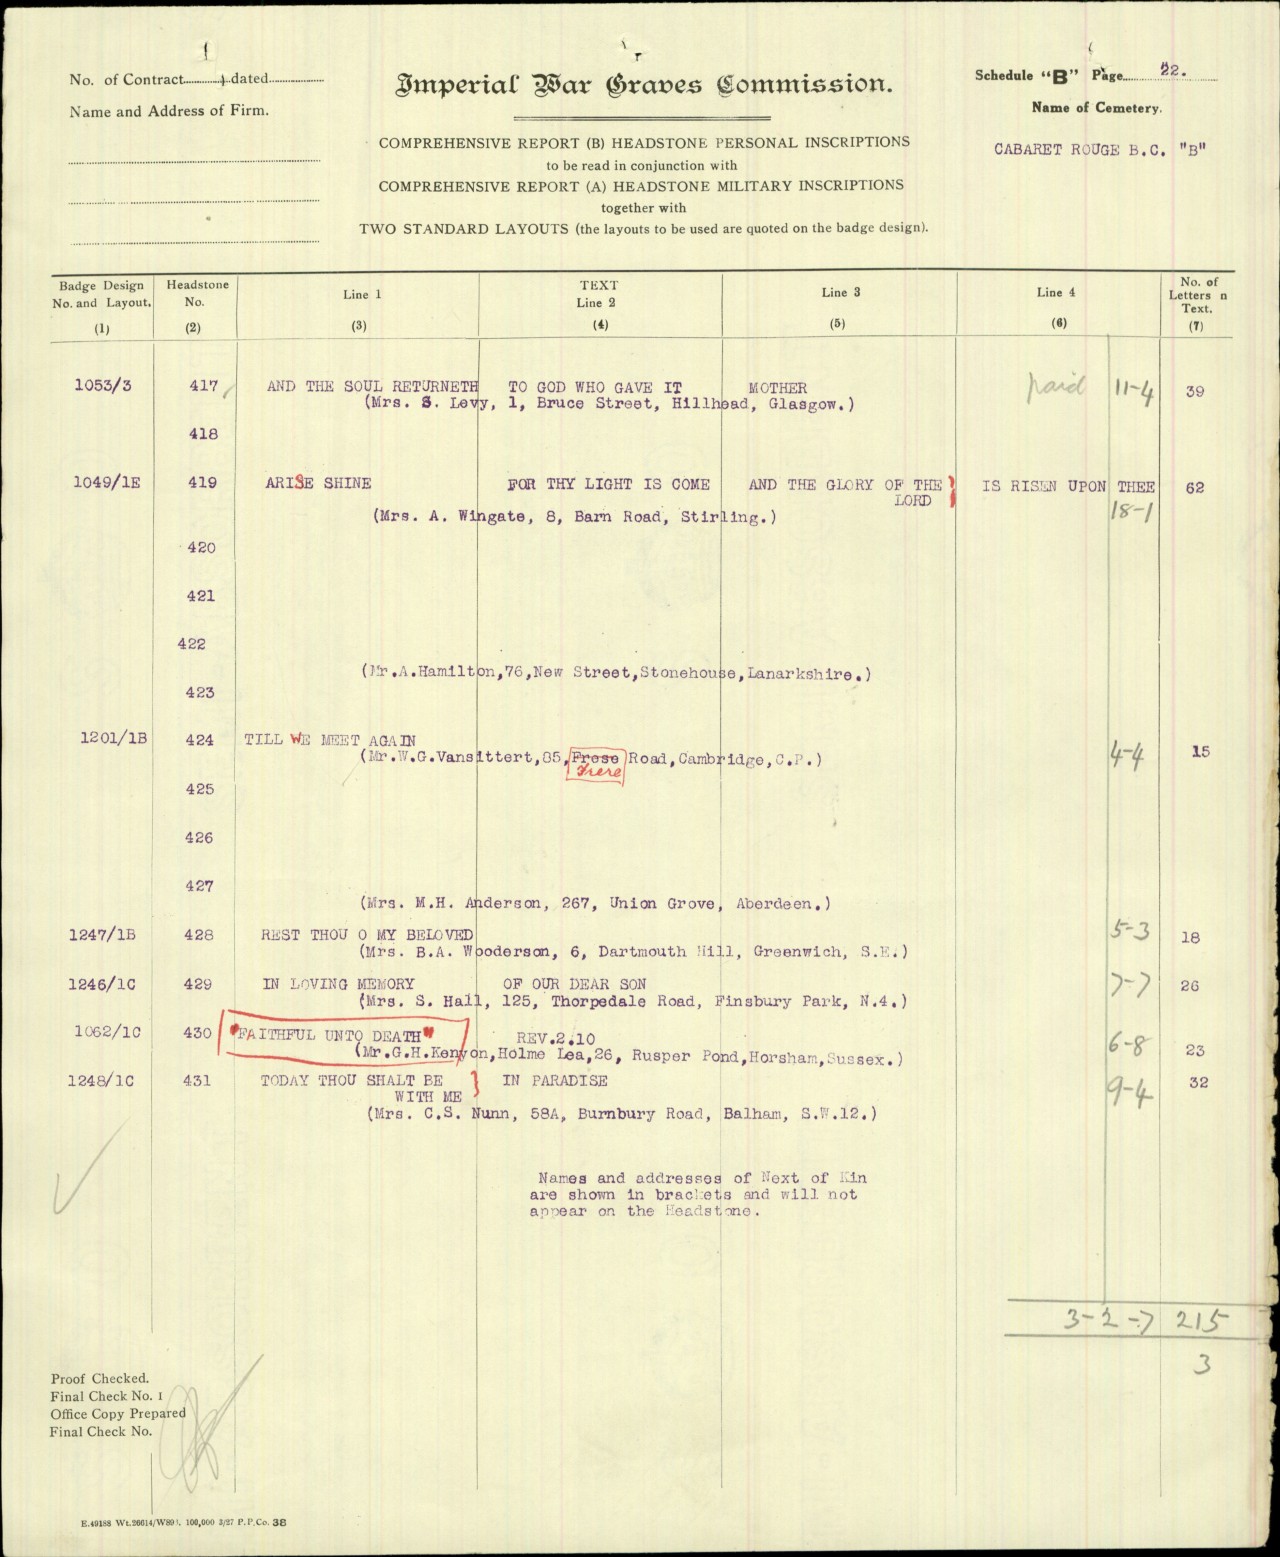 No. of Contract............dated..................
Name and Address of Firm.
Imperial War Graves Commission.
COMPREHENSIVE REPORT (B) HEADSTONE PERSONAL INSCRIPTIONS
to be read in conjunction with
COMPREHENSIVE REPORT (A) HEADSTONE MILITARY INSCRIPTIONS
together with
TWO STANDARD LAYOUTS (the layouts to be used are quoted on the badge design).
Schedule "B" Page 22.
Name of Cemetery.
CABARET ROUGE B.C. "B"
Badge Design No. and Layout. (1)
Headstone No. (2)
Line 1 (3)
TEXT
Line 2 (4)
Line 3 (5)
Line 4 (6)
No. of Letters n Text. (7)
1053/3 417 AND THE SOUL RETURNETH TO GOD WHO GAVE IT MOTHER paid 11-4 39
(Mrs. S. Levy, 1, Bruce Street, Hillhead, Glasgow.)
418
1049/1E 419 ARISE SHINE FOR THY LIGHT IS COME AND THE GLORY OF THE } IS RISEN UPON THEE 62
LORD 18-1
(Mrs. A. Wingate, 8, Barn Road, Stirling.)
420
421
422
(Mr.A.Hamilton,76,New Street,Stonehouse,Lanarkshire.)
423
1201/1B 424 TILL WE MEET AGAIN 4-4 15
(Mr.W.G.Vansittert,85,Frese Road,Cambridge,C.P.)
Frere
425
426
427
(Mrs. M.H. Anderson, 267, Union Grove, Aberdeen.)
1247/1B 428 REST THOU O MY BELOVED 5-3 18
(Mrs. B.A. Wooderson, 6, Dartmouth Hill, Greenwich, S.E.)
1246/1C 429 IN LOVING MEMORY OF OUR DEAR SON 7-7 26
(Mrs. S. Hall, 125, Thorpedale Road, Finsbury Park, N.4.)
1062/1C 430 "FAITHFUL UNTO DEATH" REV.2.10 6-8 23
(Mr.G.H.Kenyon,Holme Lea,26, Rusper Pond,Horsham,Sussex.)
1248/1C 431 TODAY THOU SHALT BE } IN PARADISE 9-4 32
WITH ME
(Mrs. C.S. Nunn, 58A, Burnbury Road, Balham, S.W.12.)
Names and addresses of Next of Kin
are shown in brackets and will not
appear on the Headstone.
3-2-7 215
3
Proof Checked.
Final Check No. 1
Office Copy Prepared
Final Check No.
E.49188 Wt.26614/W893. 100,000 3/27 P.P.Co. 38